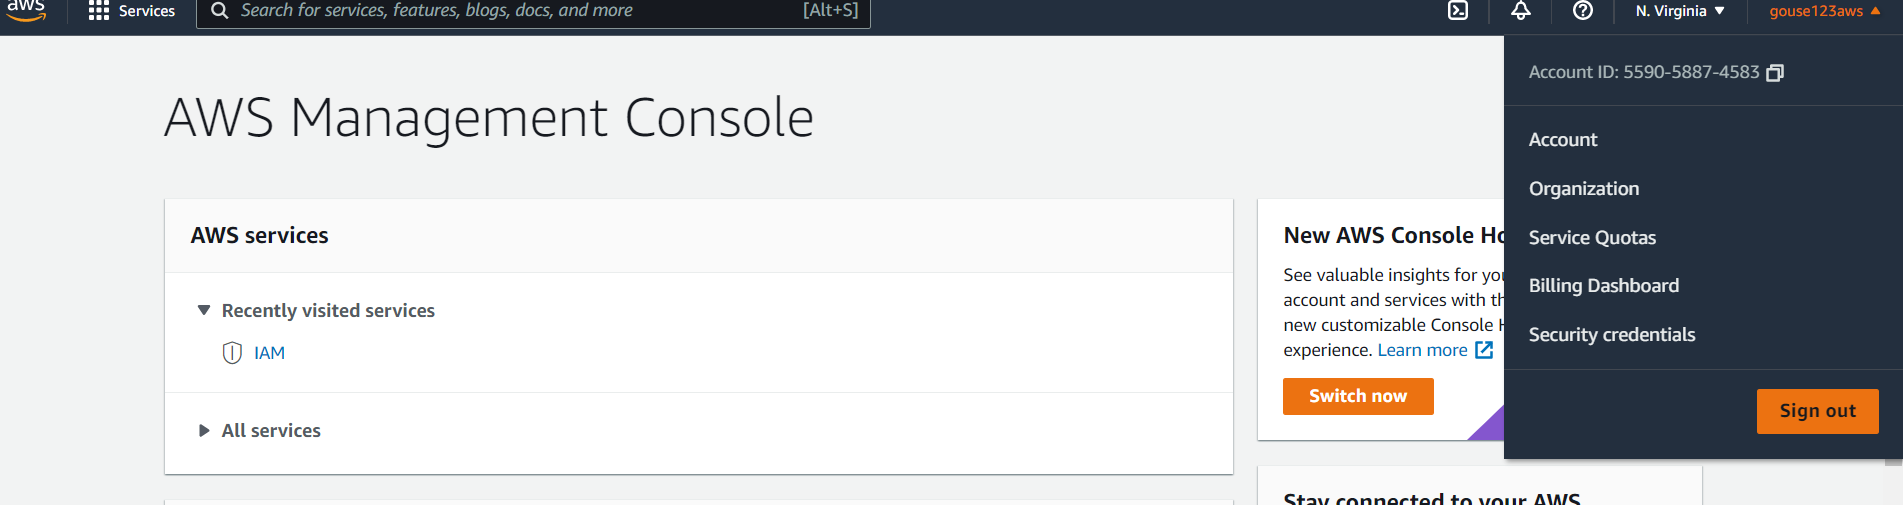 aws
Services
Search for services, features, blogs, docs, and more
[Alt+S]
N. Virginia
gouse123aws
Account ID: 5590-5887-4583
Account
Organization
Service Quotas
Billing Dashboard
Security credentials
Sign out
AWS Management Console
AWS services
Recently visited services
IAM
All services
New AWS Console Ho
See valuable insights for you
account and services with th
new customizable Console H
experience. Learn more
Switch now
Stay connected to your AWS